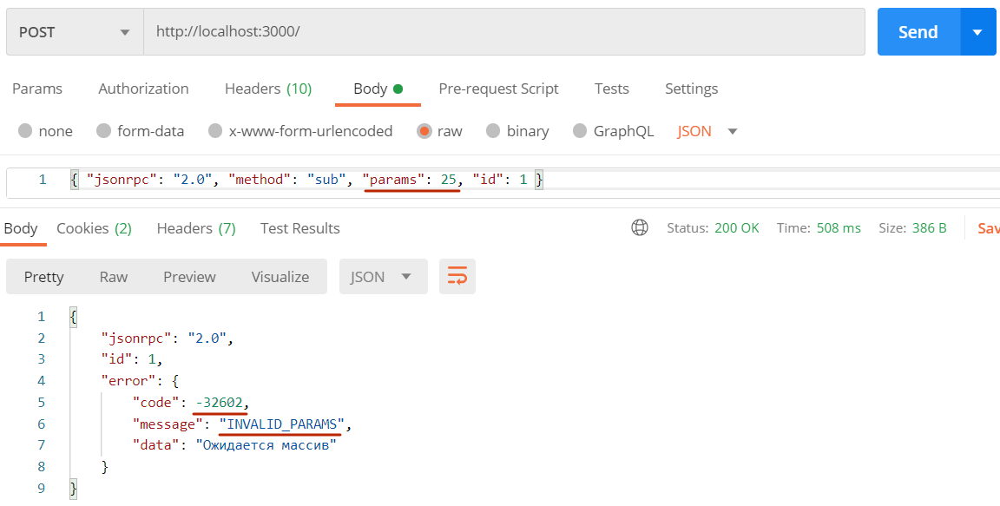 POST http://localhost:3000/ Send
Params Authorization Headers (10) Body Pre-request Script Tests Settings
none form-data x-www-form-urlencoded raw binary GraphQL JSON
1 { "jsonrpc": "2.0", "method": "sub", "params": 25, "id": 1 }
Body Cookies (2) Headers (7) Test Results Status: 200 OK Time: 508 ms Size: 386 B Sav
Pretty Raw Preview Visualize JSON
1 {
2 "jsonrpc": "2.0",
3 "id": 1,
4 "error": {
5 "code": -32602,
6 "message": "INVALID_PARAMS",
7 "data": "Ожидается массив"
8 }
9 }